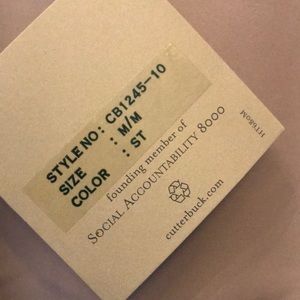 STYLE NO: CB1245-10
SIZE : M/M
COLOR : ST
founding member of
SOCIAL ACCOUNTABILITY 8000
cutterbuck.com